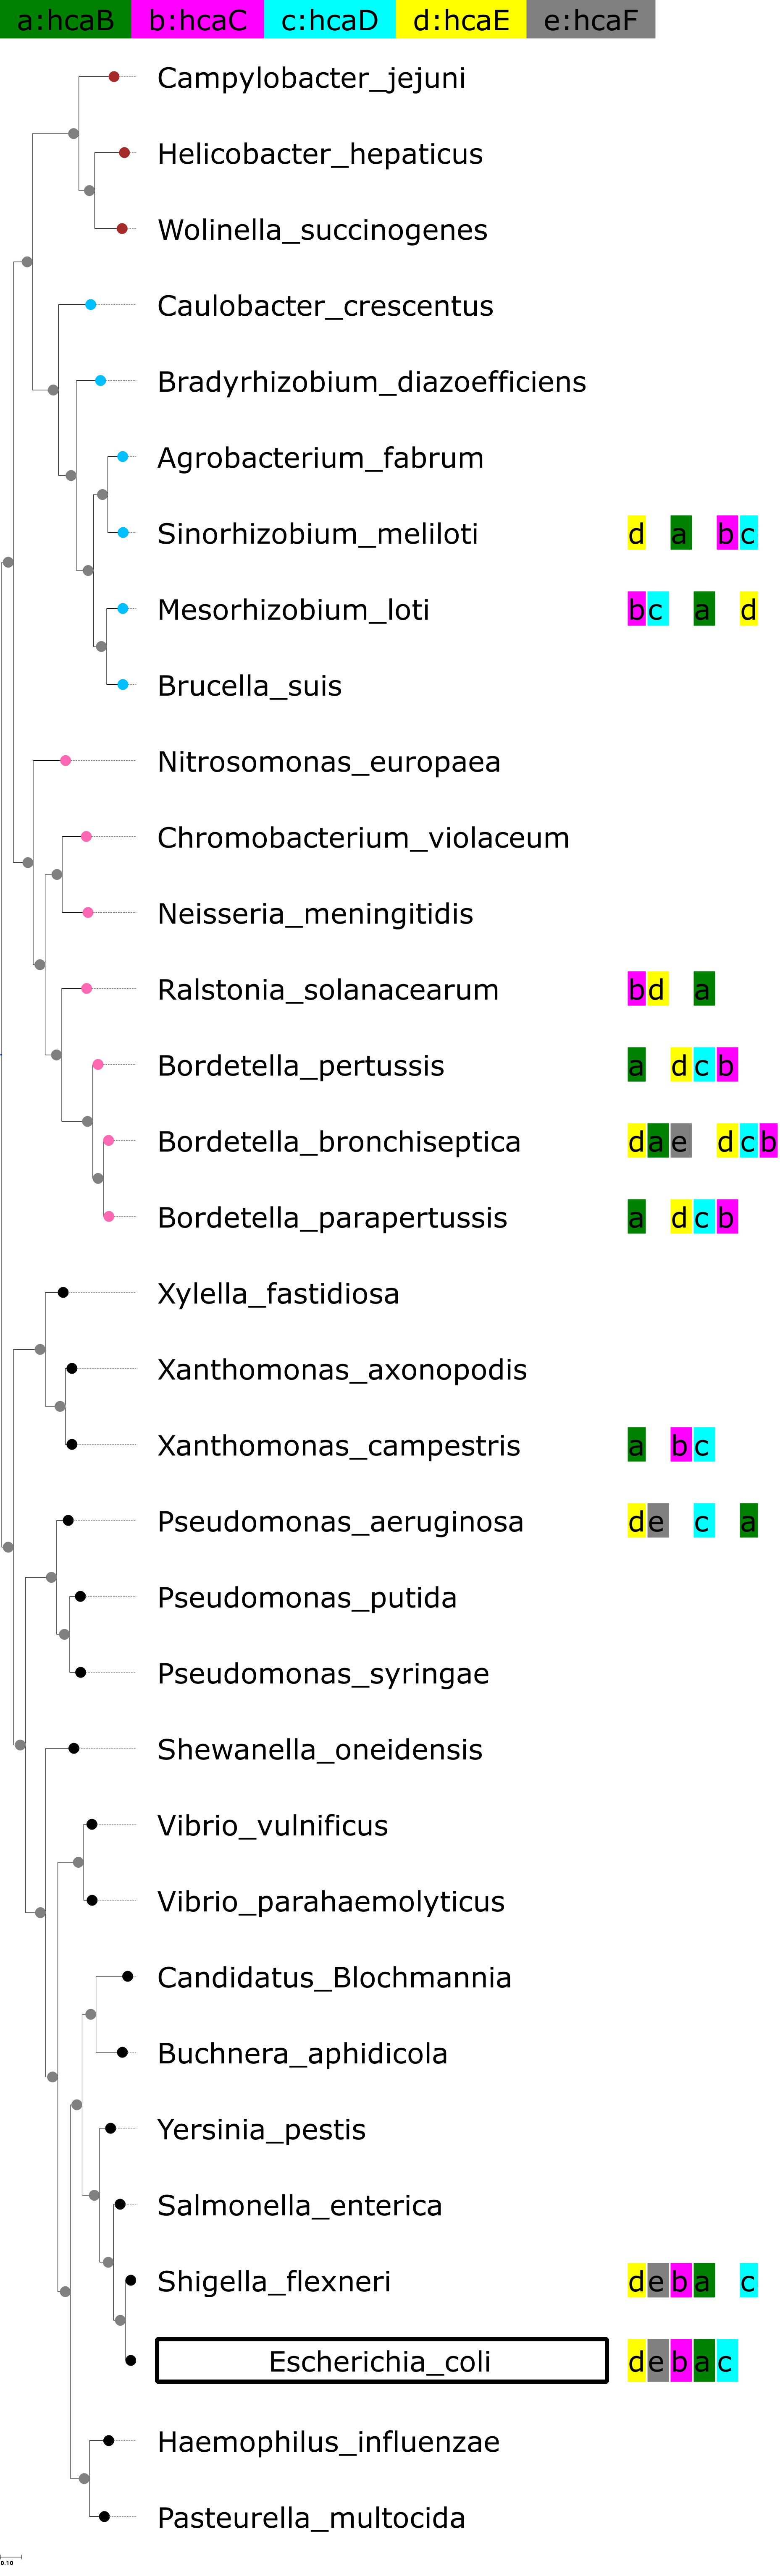 a:hcaB b:hcaC c:hcaD d:hcaE e:hcaF
Campylobacter_jejuni
Helicobacter_hepaticus
Wolinella_succinogenes
Caulobacter_crescentus
Bradyrhizobium_diazoefficiens
Agrobacterium_fabrum
Sinorhizobium_meliloti d a b c
Mesorhizobium_loti b c a d
Brucella_suis
Nitrosomonas_europaea
Chromobacterium_violaceum
Neisseria_meningitidis
Ralstonia_solanacearum b d a
Bordetella_pertussis a d c b
Bordetella_bronchiseptica d a e d c b
Bordetella_parapertussis a d c b
Xylella_fastidiosa
Xanthomonas_axonopodis
Xanthomonas_campestris a b c
Pseudomonas_aeruginosa d e c a
Pseudomonas_putida
Pseudomonas_syringae
Shewanella_oneidensis
Vibrio_vulnificus
Vibrio_parahaemolyticus
Candidatus_Blochmannia
Buchnera_aphidicola
Yersinia_pestis
Salmonella_enterica
Shigella_flexneri d e b a c
Escherichia_coli d e b a c
Haemophilus_influenzae
Pasteurella_multocida
0.10